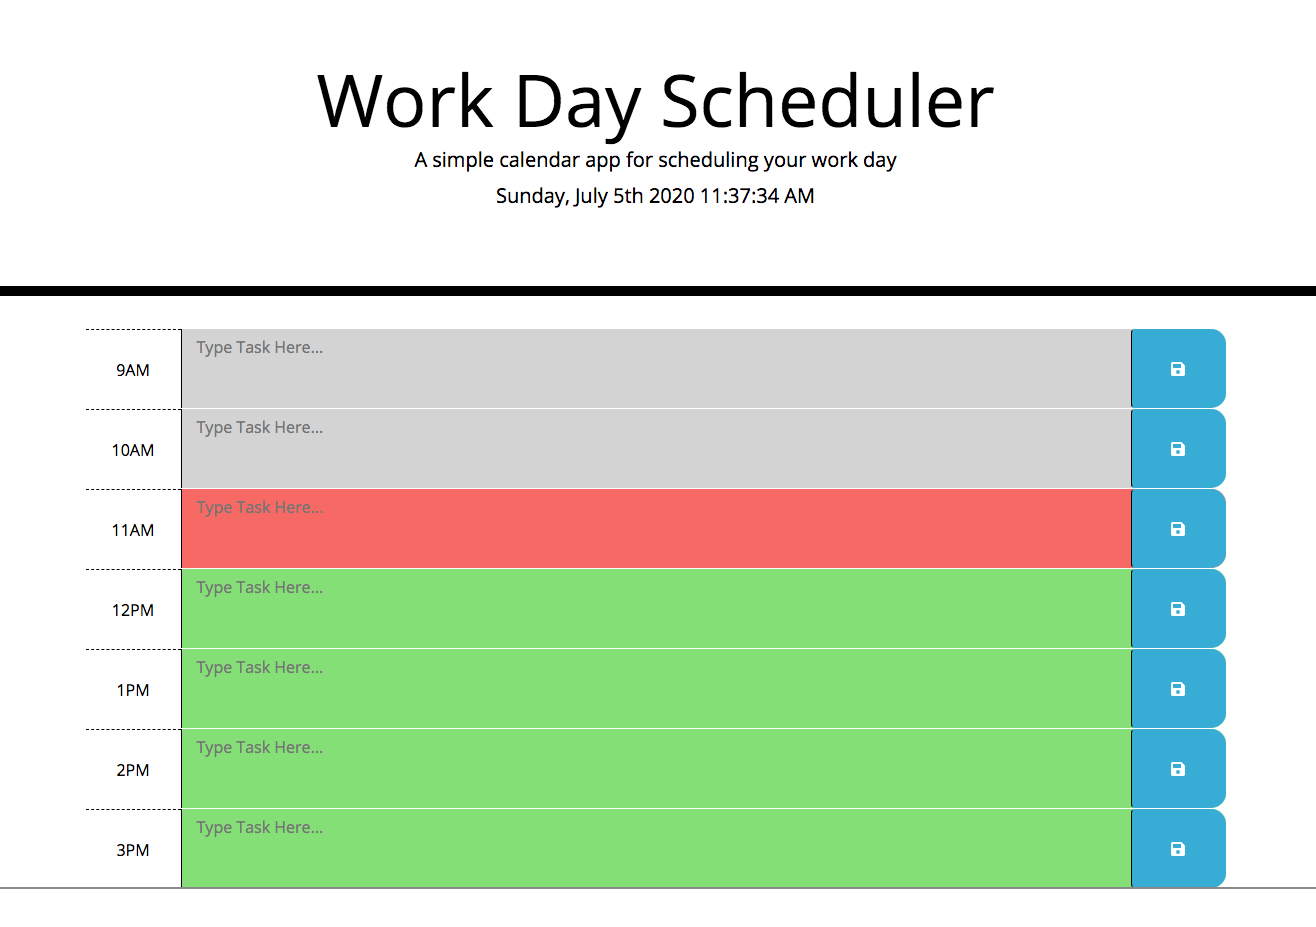 Work Day Scheduler
A simple calendar app for scheduling your work day
Sunday, July 5th 2020 11:37:34 AM
9AM Type Task Here...
10AM Type Task Here...
11AM Type Task Here...
12PM Type Task Here...
1PM Type Task Here...
2PM Type Task Here...
3PM Type Task Here...